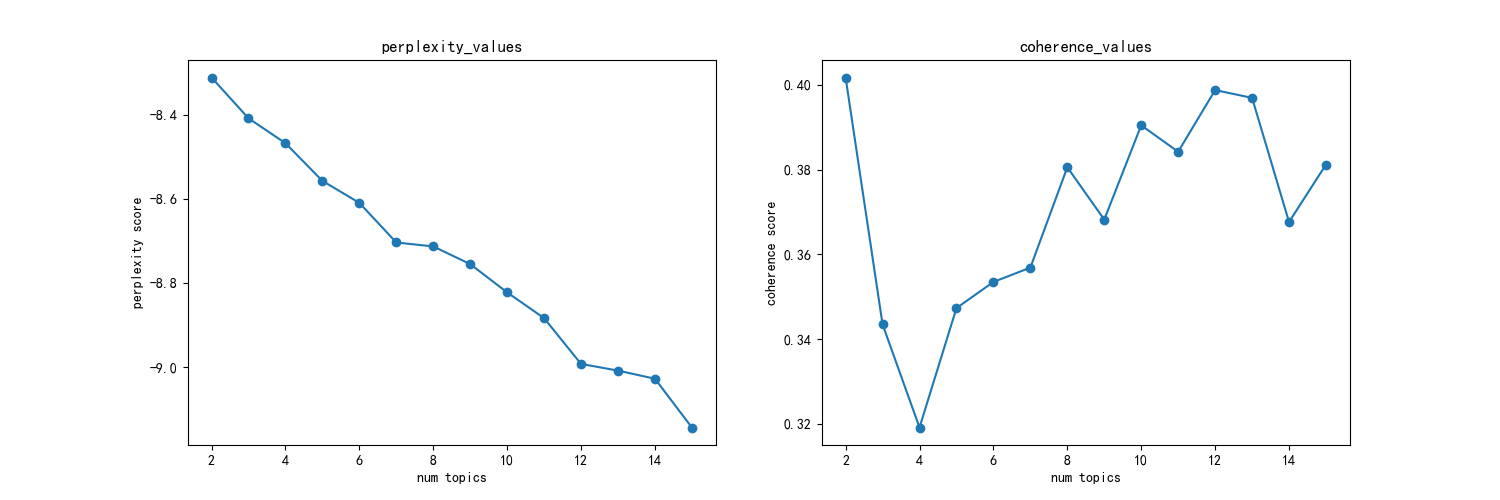 perplexity_values
perplexity score
-8.4
-8.6
-8.8
-9.0
2 4 6 8 10 12 14
num topics
coherence_values
coherence score
0.40
0.38
0.36
0.34
0.32
2 4 6 8 10 12 14
num topics